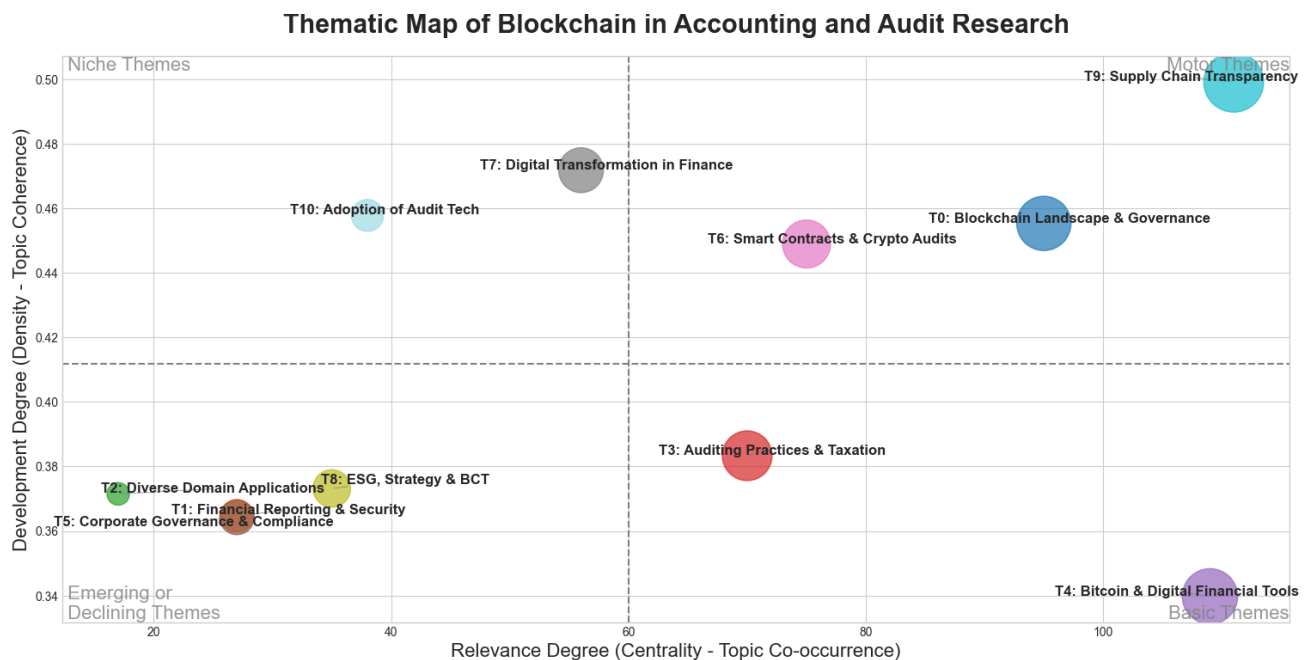 Thematic Map of Blockchain in Accounting and Audit Research
Niche Themes
Motor Themes
T9: Supply Chain Transparency
T7: Digital Transformation in Finance
T10: Adoption of Audit Tech
T0: Blockchain Landscape & Governance
T6: Smart Contracts & Crypto Audits
T3: Auditing Practices & Taxation
T8: ESG, Strategy & BCT
T2: Diverse Domain Applications
T1: Financial Reporting & Security
T5: Corporate Governance & Compliance
T4: Bitcoin & Digital Financial Tools
Emerging or
Declining Themes
Basic Themes
0.50
0.48
0.46
0.44
0.42
0.40
0.38
0.36
0.34
20
40
60
80
100
Development Degree (Density - Topic Coherence)
Relevance Degree (Centrality - Topic Co-occurrence)